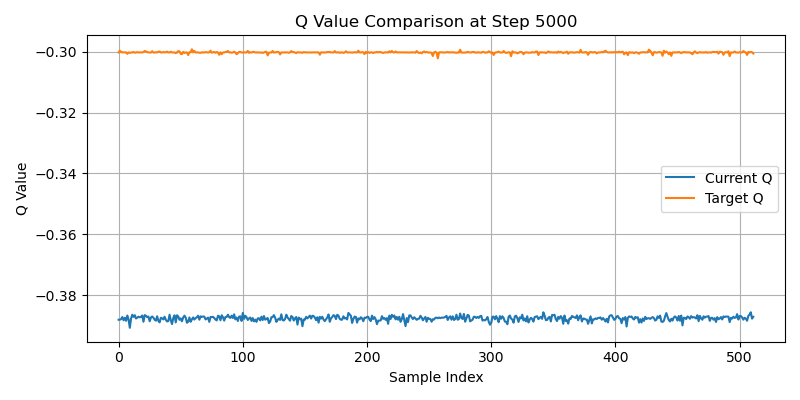 Q Value Comparison at Step 5000
Q Value
−0.30
−0.32
−0.34
−0.36
−0.38
Current Q
Target Q
0
100
200
300
400
500
Sample Index